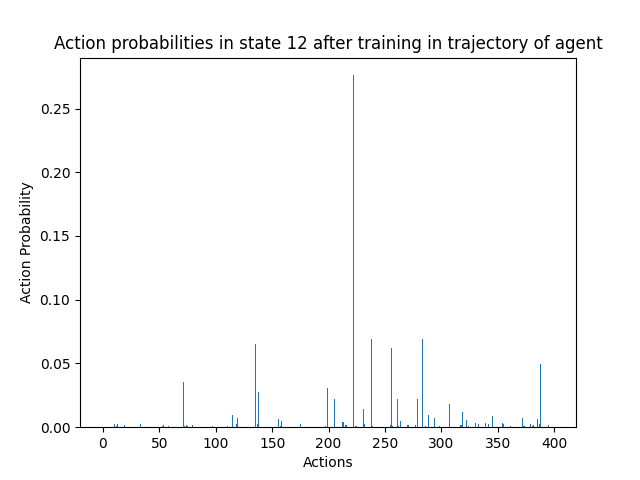 Action probabilities in state 12 after training in trajectory of agent
0.25
0.20
0.15
0.10
0.05
0.00
Action Probability
0 50 100 150 200 250 300 350 400
Actions